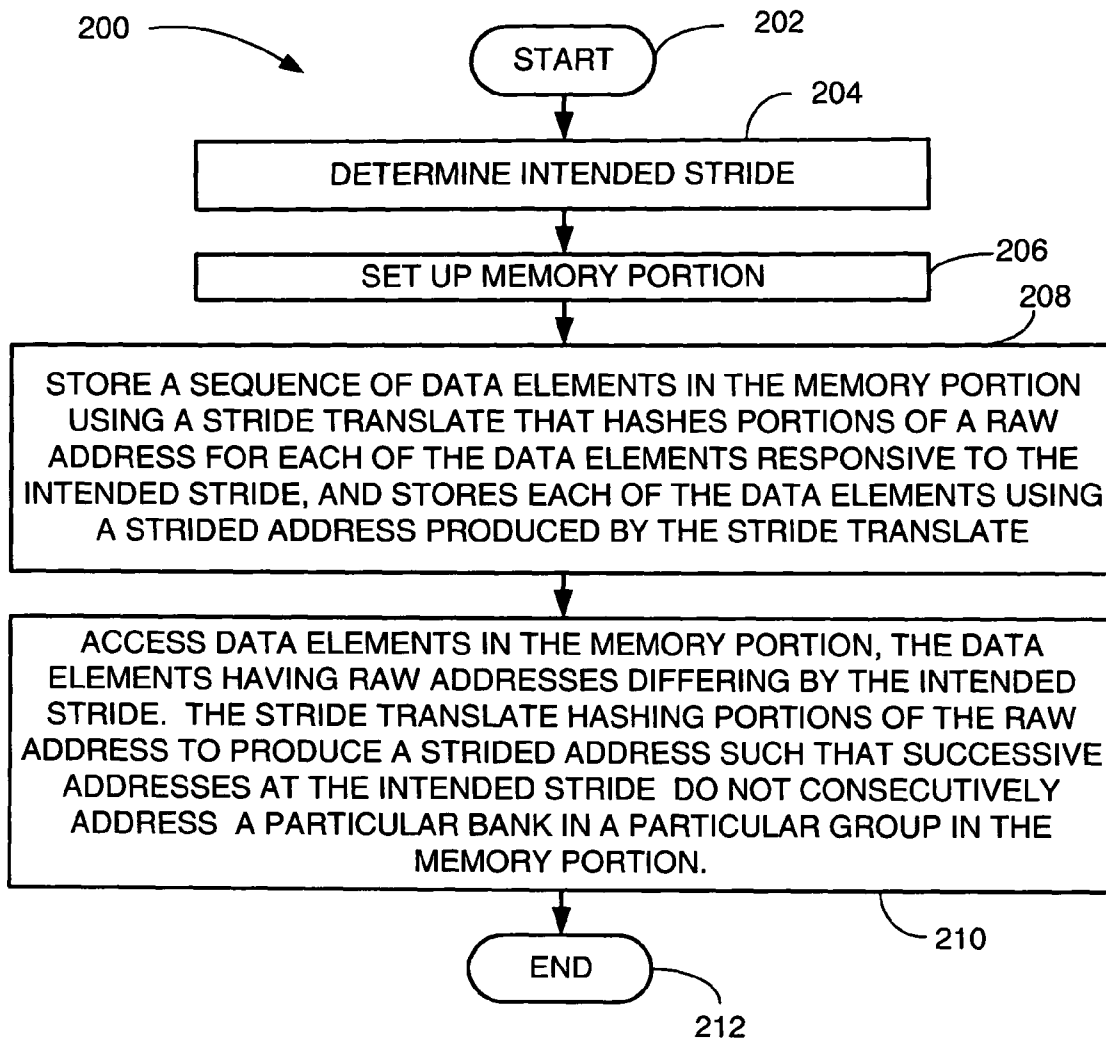 200
202
START
204
DETERMINE INTENDED STRIDE
206
SET UP MEMORY PORTION
208
STORE A SEQUENCE OF DATA ELEMENTS IN THE MEMORY PORTION
USING A STRIDE TRANSLATE THAT HASHES PORTIONS OF A RAW
ADDRESS FOR EACH OF THE DATA ELEMENTS RESPONSIVE TO THE
INTENDED STRIDE, AND STORES EACH OF THE DATA ELEMENTS USING
A STRIDED ADDRESS PRODUCED BY THE STRIDE TRANSLATE
ACCESS DATA ELEMENTS IN THE MEMORY PORTION, THE DATA
ELEMENTS HAVING RAW ADDRESSES DIFFERING BY THE INTENDED
STRIDE. THE STRIDE TRANSLATE HASHING PORTIONS OF THE RAW
ADDRESS TO PRODUCE A STRIDED ADDRESS SUCH THAT SUCCESSIVE
ADDRESSES AT THE INTENDED STRIDE DO NOT CONSECUTIVELY
ADDRESS A PARTICULAR BANK IN A PARTICULAR GROUP IN THE
MEMORY PORTION.
210
END
212